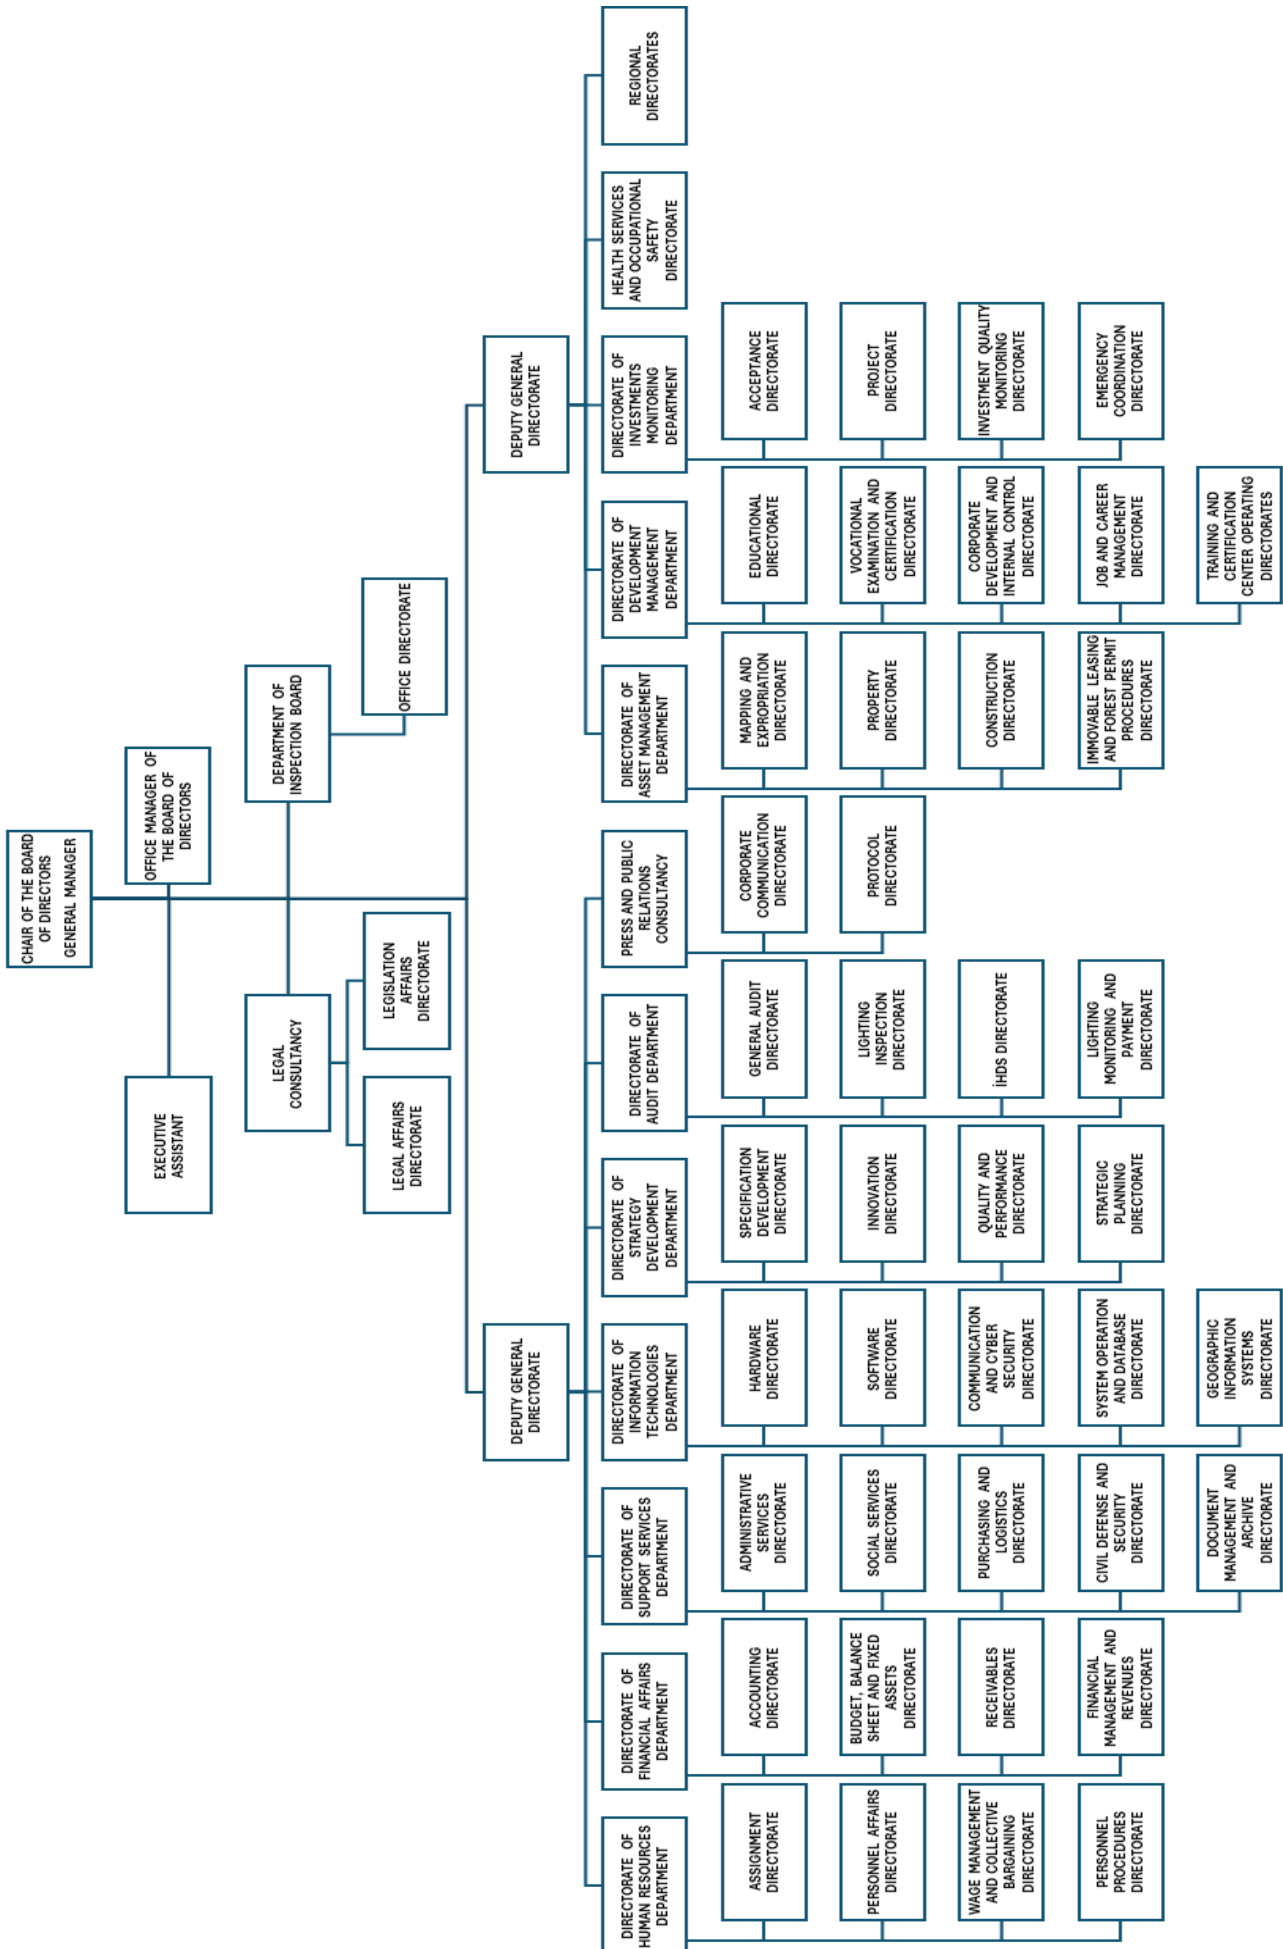 CHAIR OF THE BOARD
OF DIRECTORS
GENERAL MANAGER
EXECUTIVE
ASSISTANT
OFFICE MANAGER OF
THE BOARD OF
DIRECTORS
LEGAL
CONSULTANCY
DEPARTMENT OF
INSPECTION BOARD
LEGAL AFFAIRS
DIRECTORATE
LEGISLATION
AFFAIRS
DIRECTORATE
OFFICE DIRECTORATE
DEPUTY GENERAL
DIRECTORATE
DEPUTY GENERAL
DIRECTORATE
DIRECTORATE OF
HUMAN RESOURCES
DEPARTMENT
DIRECTORATE OF
FINANCIAL AFFAIRS
DEPARTMENT
DIRECTORATE OF
SUPPORT SERVICES
DEPARTMENT
DIRECTORATE OF
INFORMATION
TECHNOLOGIES
DEPARTMENT
DIRECTORATE OF
STRATEGY
DEVELOPMENT
DEPARTMENT
DIRECTORATE OF
AUDIT DEPARTMENT
PRESS AND PUBLIC
RELATIONS
CONSULTANCY
DIRECTORATE OF
ASSET MANAGEMENT
DEPARTMENT
DIRECTORATE OF
DEVELOPMENT
MANAGEMENT
DEPARTMENT
DIRECTORATE OF
INVESTMENTS
MONITORING
DEPARTMENT
HEALTH SERVICES
AND OCCUPATIONAL
SAFETY
DIRECTORATE
REGIONAL
DIRECTORATES
ASSIGNMENT
DIRECTORATE
ACCOUNTING
DIRECTORATE
ADMINISTRATIVE
SERVICES
DIRECTORATE
HARDWARE
DIRECTORATE
SPECIFICATION
DEVELOPMENT
DIRECTORATE
GENERAL AUDIT
DIRECTORATE
CORPORATE
COMMUNICATION
DIRECTORATE
MAPPING AND
EXPROPRIATION
DIRECTORATE
EDUCATIONAL
DIRECTORATE
ACCEPTANCE
DIRECTORATE
PERSONNEL AFFAIRS
DIRECTORATE
BUDGET, BALANCE
SHEET AND FIXED
ASSETS
DIRECTORATE
SOCIAL SERVICES
DIRECTORATE
SOFTWARE
DIRECTORATE
INNOVATION
DIRECTORATE
LIGHTING
INSPECTION
DIRECTORATE
PROTOCOL
DIRECTORATE
PROPERTY
DIRECTORATE
VOCATIONAL
EXAMINATION AND
CERTIFICATION
DIRECTORATE
PROJECT
DIRECTORATE
WAGE MANAGEMENT
AND COLLECTIVE
BARGAINING
DIRECTORATE
RECEIVABLES
DIRECTORATE
PURCHASING AND
LOGISTICS
DIRECTORATE
COMMUNICATION
AND CYBER
SECURITY
DIRECTORATE
QUALITY AND
PERFORMANCE
DIRECTORATE
İHDS DIRECTORATE
CONSTRUCTION
DIRECTORATE
CORPORATE
DEVELOPMENT AND
INTERNAL CONTROL
DIRECTORATE
INVESTMENT QUALITY
MONITORING
DIRECTORATE
PERSONNEL
PROCEDURES
DIRECTORATE
FINANCIAL
MANAGEMENT AND
REVENUES
DIRECTORATE
CIVIL DEFENSE AND
SECURITY
DIRECTORATE
SYSTEM OPERATION
AND DATABASE
DIRECTORATE
STRATEGIC
PLANNING
DIRECTORATE
LIGHTING
MONITORING AND
PAYMENT
DIRECTORATE
IMMOVABLE LEASING
AND FOREST PERMIT
PROCEDURES
DIRECTORATE
JOB AND CAREER
MANAGEMENT
DIRECTORATE
EMERGENCY
COORDINATION
DIRECTORATE
DOCUMENT
MANAGEMENT AND
ARCHIVE
DIRECTORATE
GEOGRAPHIC
INFORMATION
SYSTEMS
DIRECTORATE
TRAINING AND
CERTIFICATION
CENTER OPERATING
DIRECTORATES